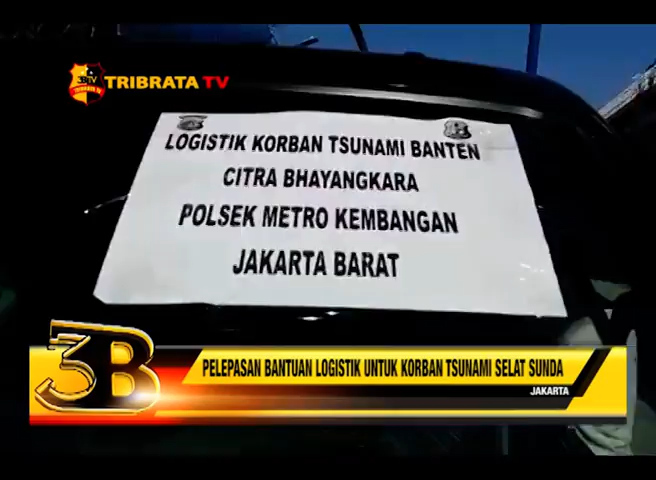 TRIBRATA TV
LOGISTIK KORBAN TSUNAMI BANTEN
CITRA BHAYANGKARA
POLSEK METRO KEMBANGAN
JAKARTA BARAT
3B
PELEPASAN BANTUAN LOGISTIK UNTUK KORBAN TSUNAMI SELAT SUNDA
JAKARTA